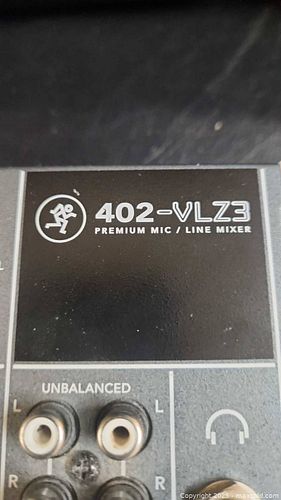 402-VLZ3
PREMIUM MIC / LINE MIXER
UNBALANCED
L
L
R
R
Copyright 2023 - maxsold.com